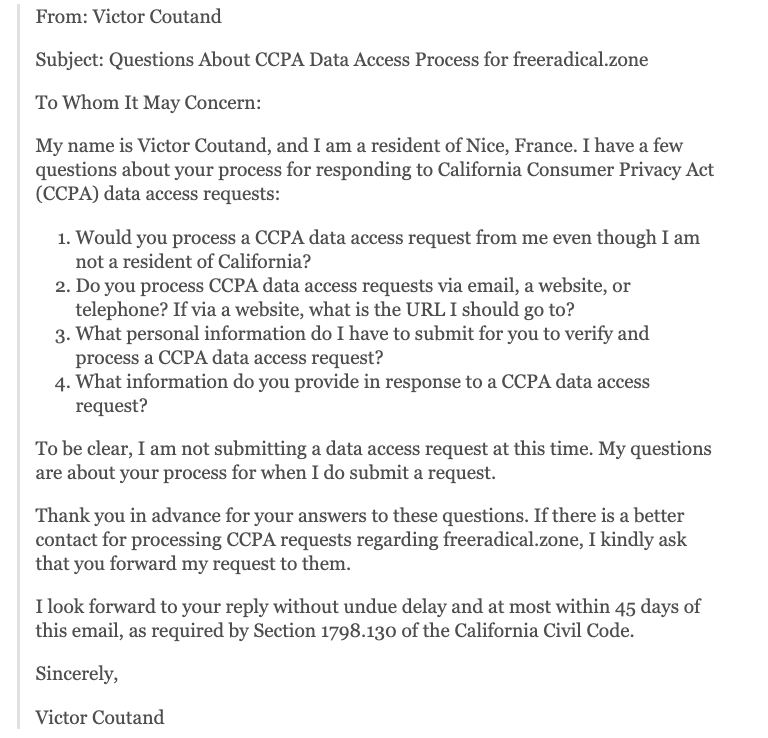 From: Victor Coutand
Subject: Questions About CCPA Data Access Process for freeradical.zone
To Whom It May Concern:
My name is Victor Coutand, and I am a resident of Nice, France. I have a few
questions about your process for responding to California Consumer Privacy Act
(CCPA) data access requests:
1. Would you process a CCPA data access request from me even though I am
not a resident of California?
2. Do you process CCPA data access requests via email, a website, or
telephone? If via a website, what is the URL I should go to?
3. What personal information do I have to submit for you to verify and
process a CCPA data access request?
4. What information do you provide in response to a CCPA data access
request?
To be clear, I am not submitting a data access request at this time. My questions
are about your process for when I do submit a request.
Thank you in advance for your answers to these questions. If there is a better
contact for processing CCPA requests regarding freeradical.zone, I kindly ask
that you forward my request to them.
I look forward to your reply without undue delay and at most within 45 days of
this email, as required by Section 1798.130 of the California Civil Code.
Sincerely,
Victor Coutand